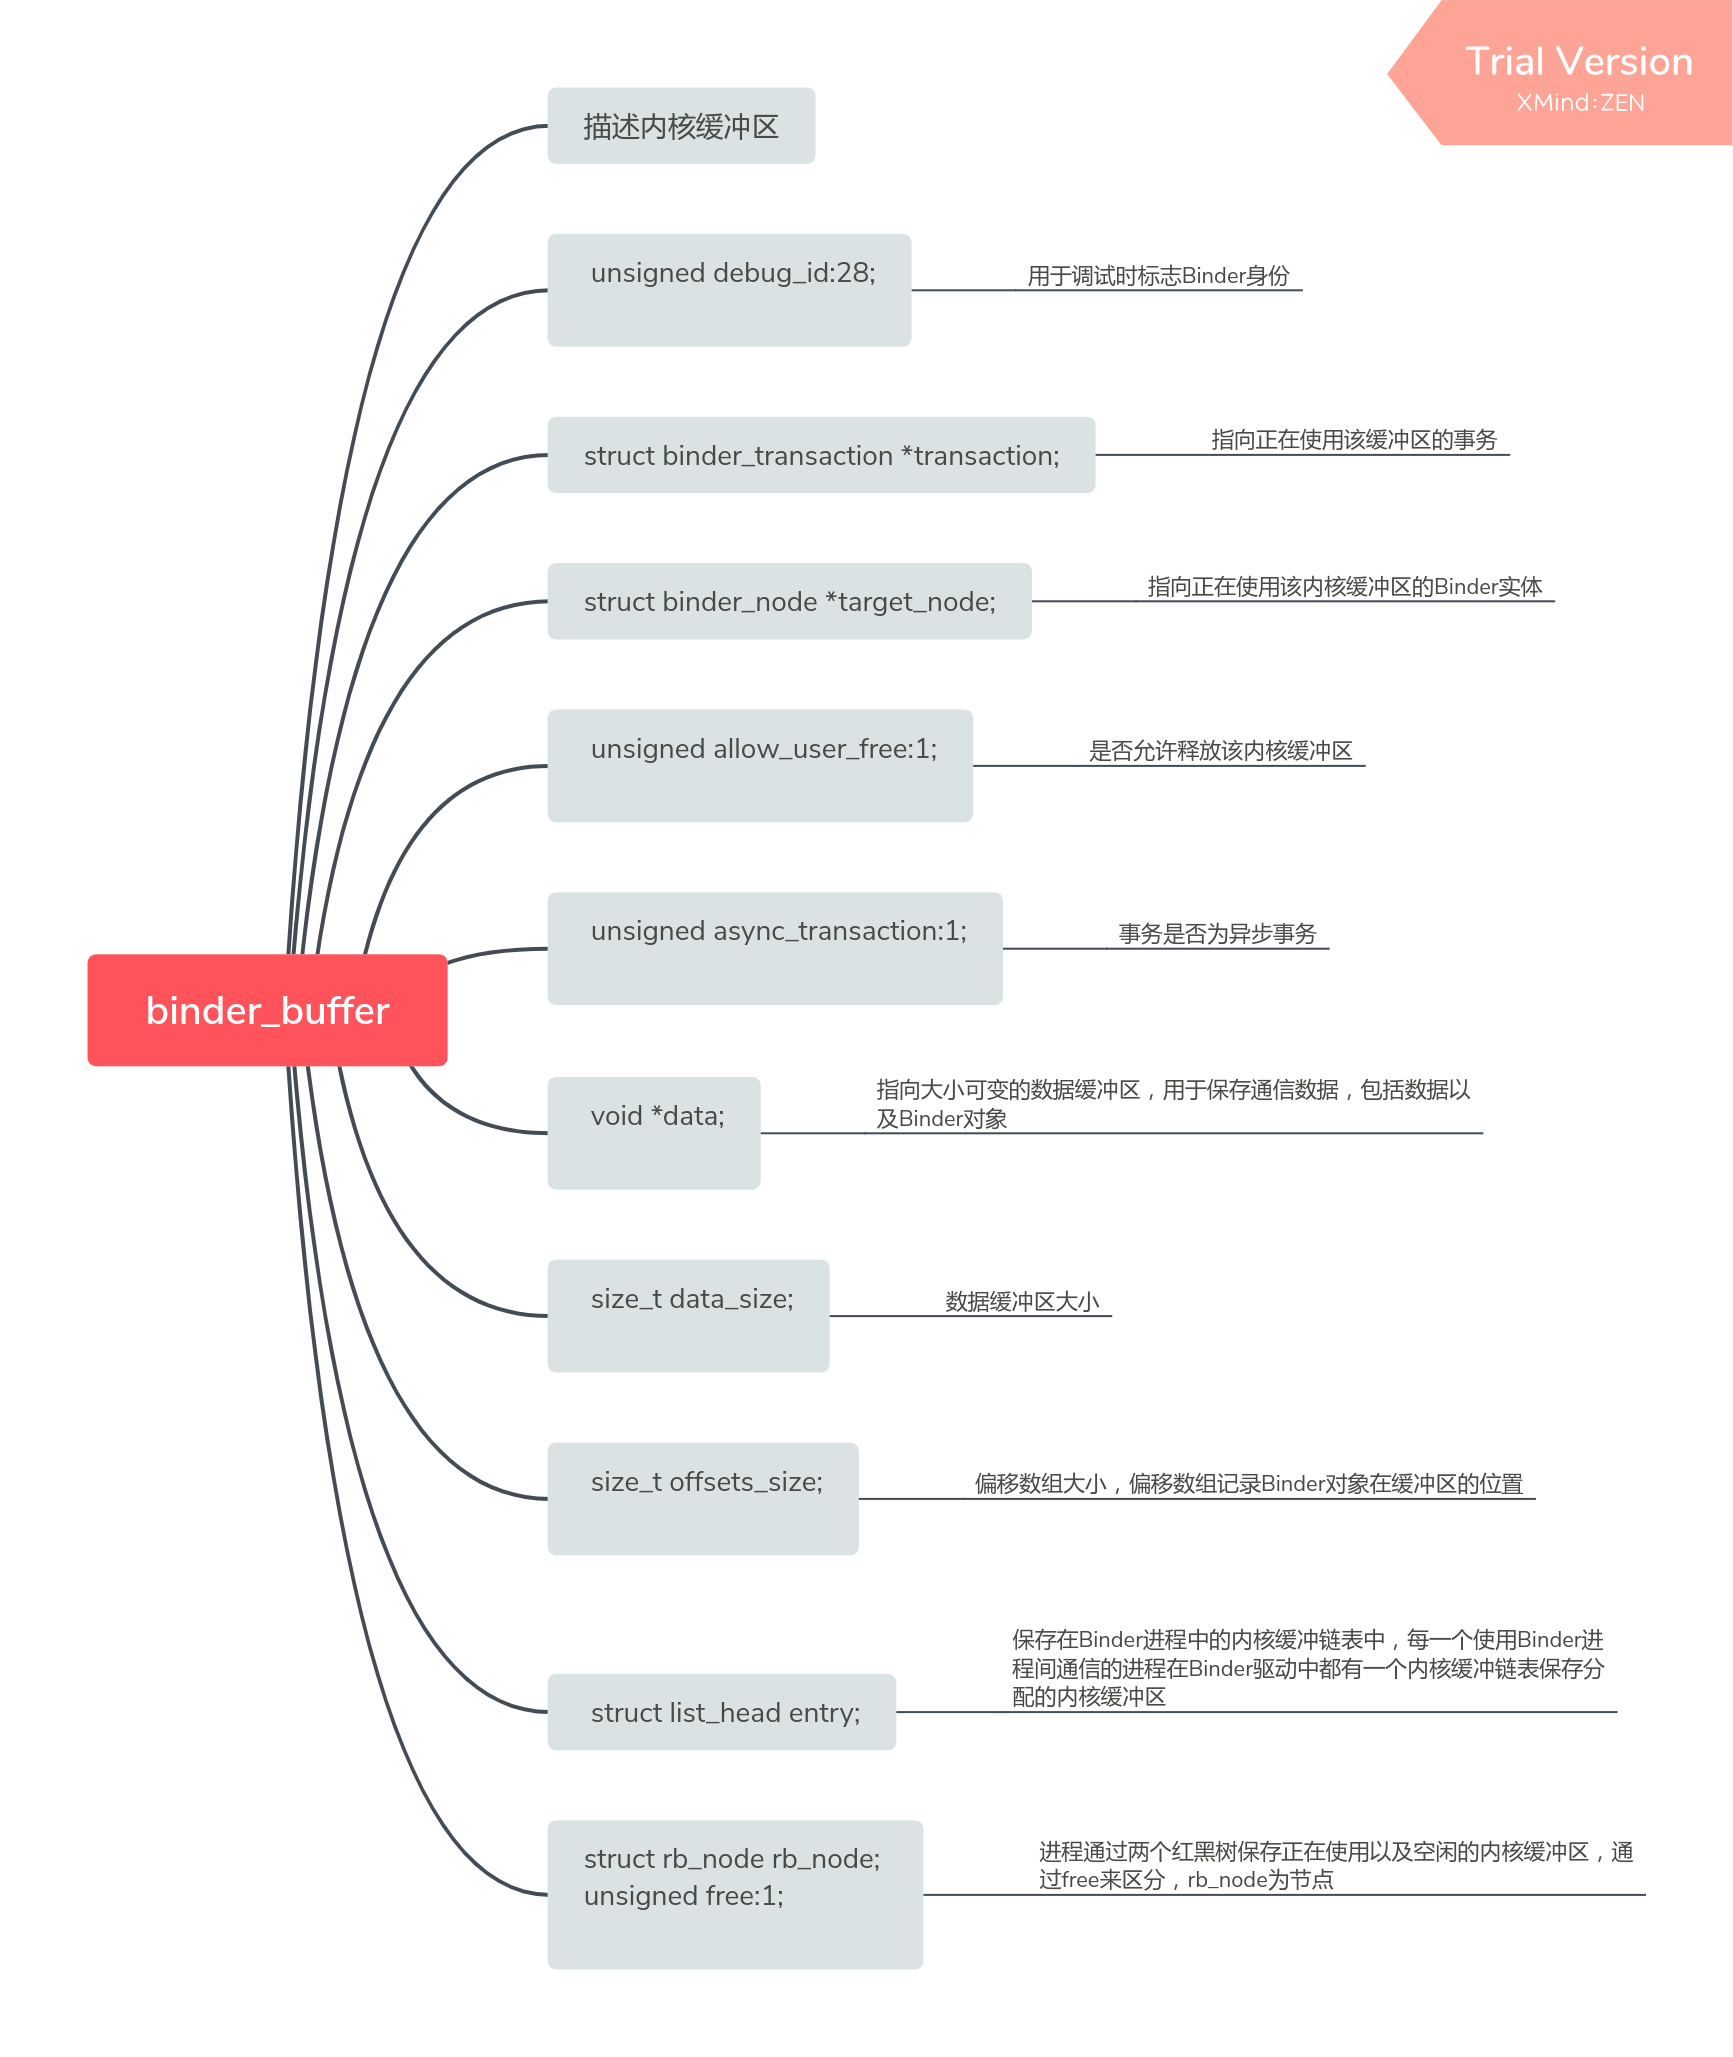 Trial Version
XMind:ZEN
描述内核缓冲区
unsigned debug_id:28;
用于调试时标志Binder身份
struct binder_transaction *transaction;
指向正在使用该缓冲区的事务
struct binder_node *target_node;
指向正在使用该内核缓冲区的Binder实体
unsigned allow_user_free:1;
是否允许释放该内核缓冲区
unsigned async_transaction:1;
事务是否为异步事务
binder_buffer
void *data;
指向大小可变的数据缓冲区，用于保存通信数据，包括数据以
及Binder对象
size_t data_size;
数据缓冲区大小
size_t offsets_size;
偏移数组大小，偏移数组记录Binder对象在缓冲区的位置
struct list_head entry;
保存在Binder进程中的内核缓冲链表中，每一个使用Binder进
程间通信的进程在Binder驱动中都有一个内核缓冲链表保存分
配的内核缓冲区
struct rb_node rb_node;
unsigned free:1;
进程通过两个红黑树保存正在使用以及空闲的内核缓冲区，通
过free来区分，rb_node为节点